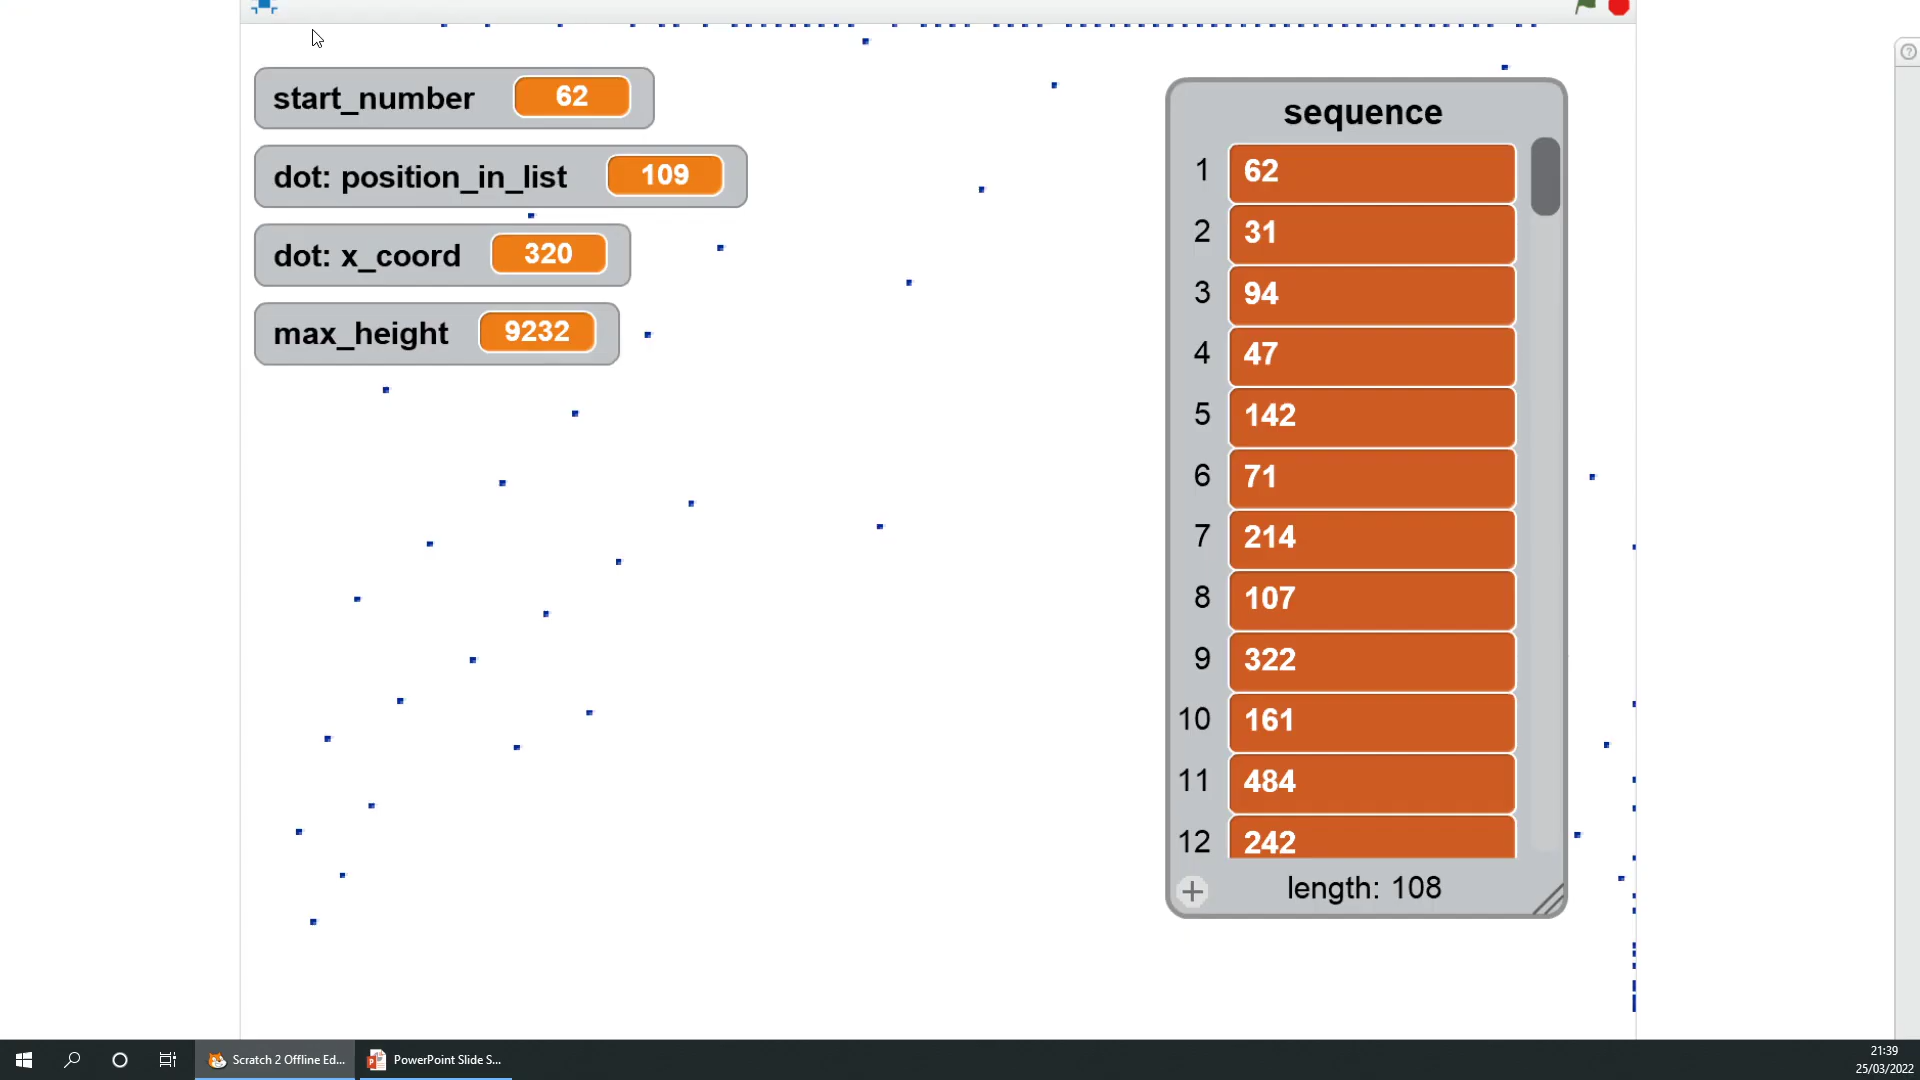 start_number 62
dot: position_in_list 109
dot: x_coord 320
max_height 9232
sequence
1 62
2 31
3 94
4 47
5 142
6 71
7 214
8 107
9 322
10 161
11 484
12 242
+ length: 108
?
Scratch 2 Offline Ed...
PowerPoint Slide S...
21:39
25/03/2022